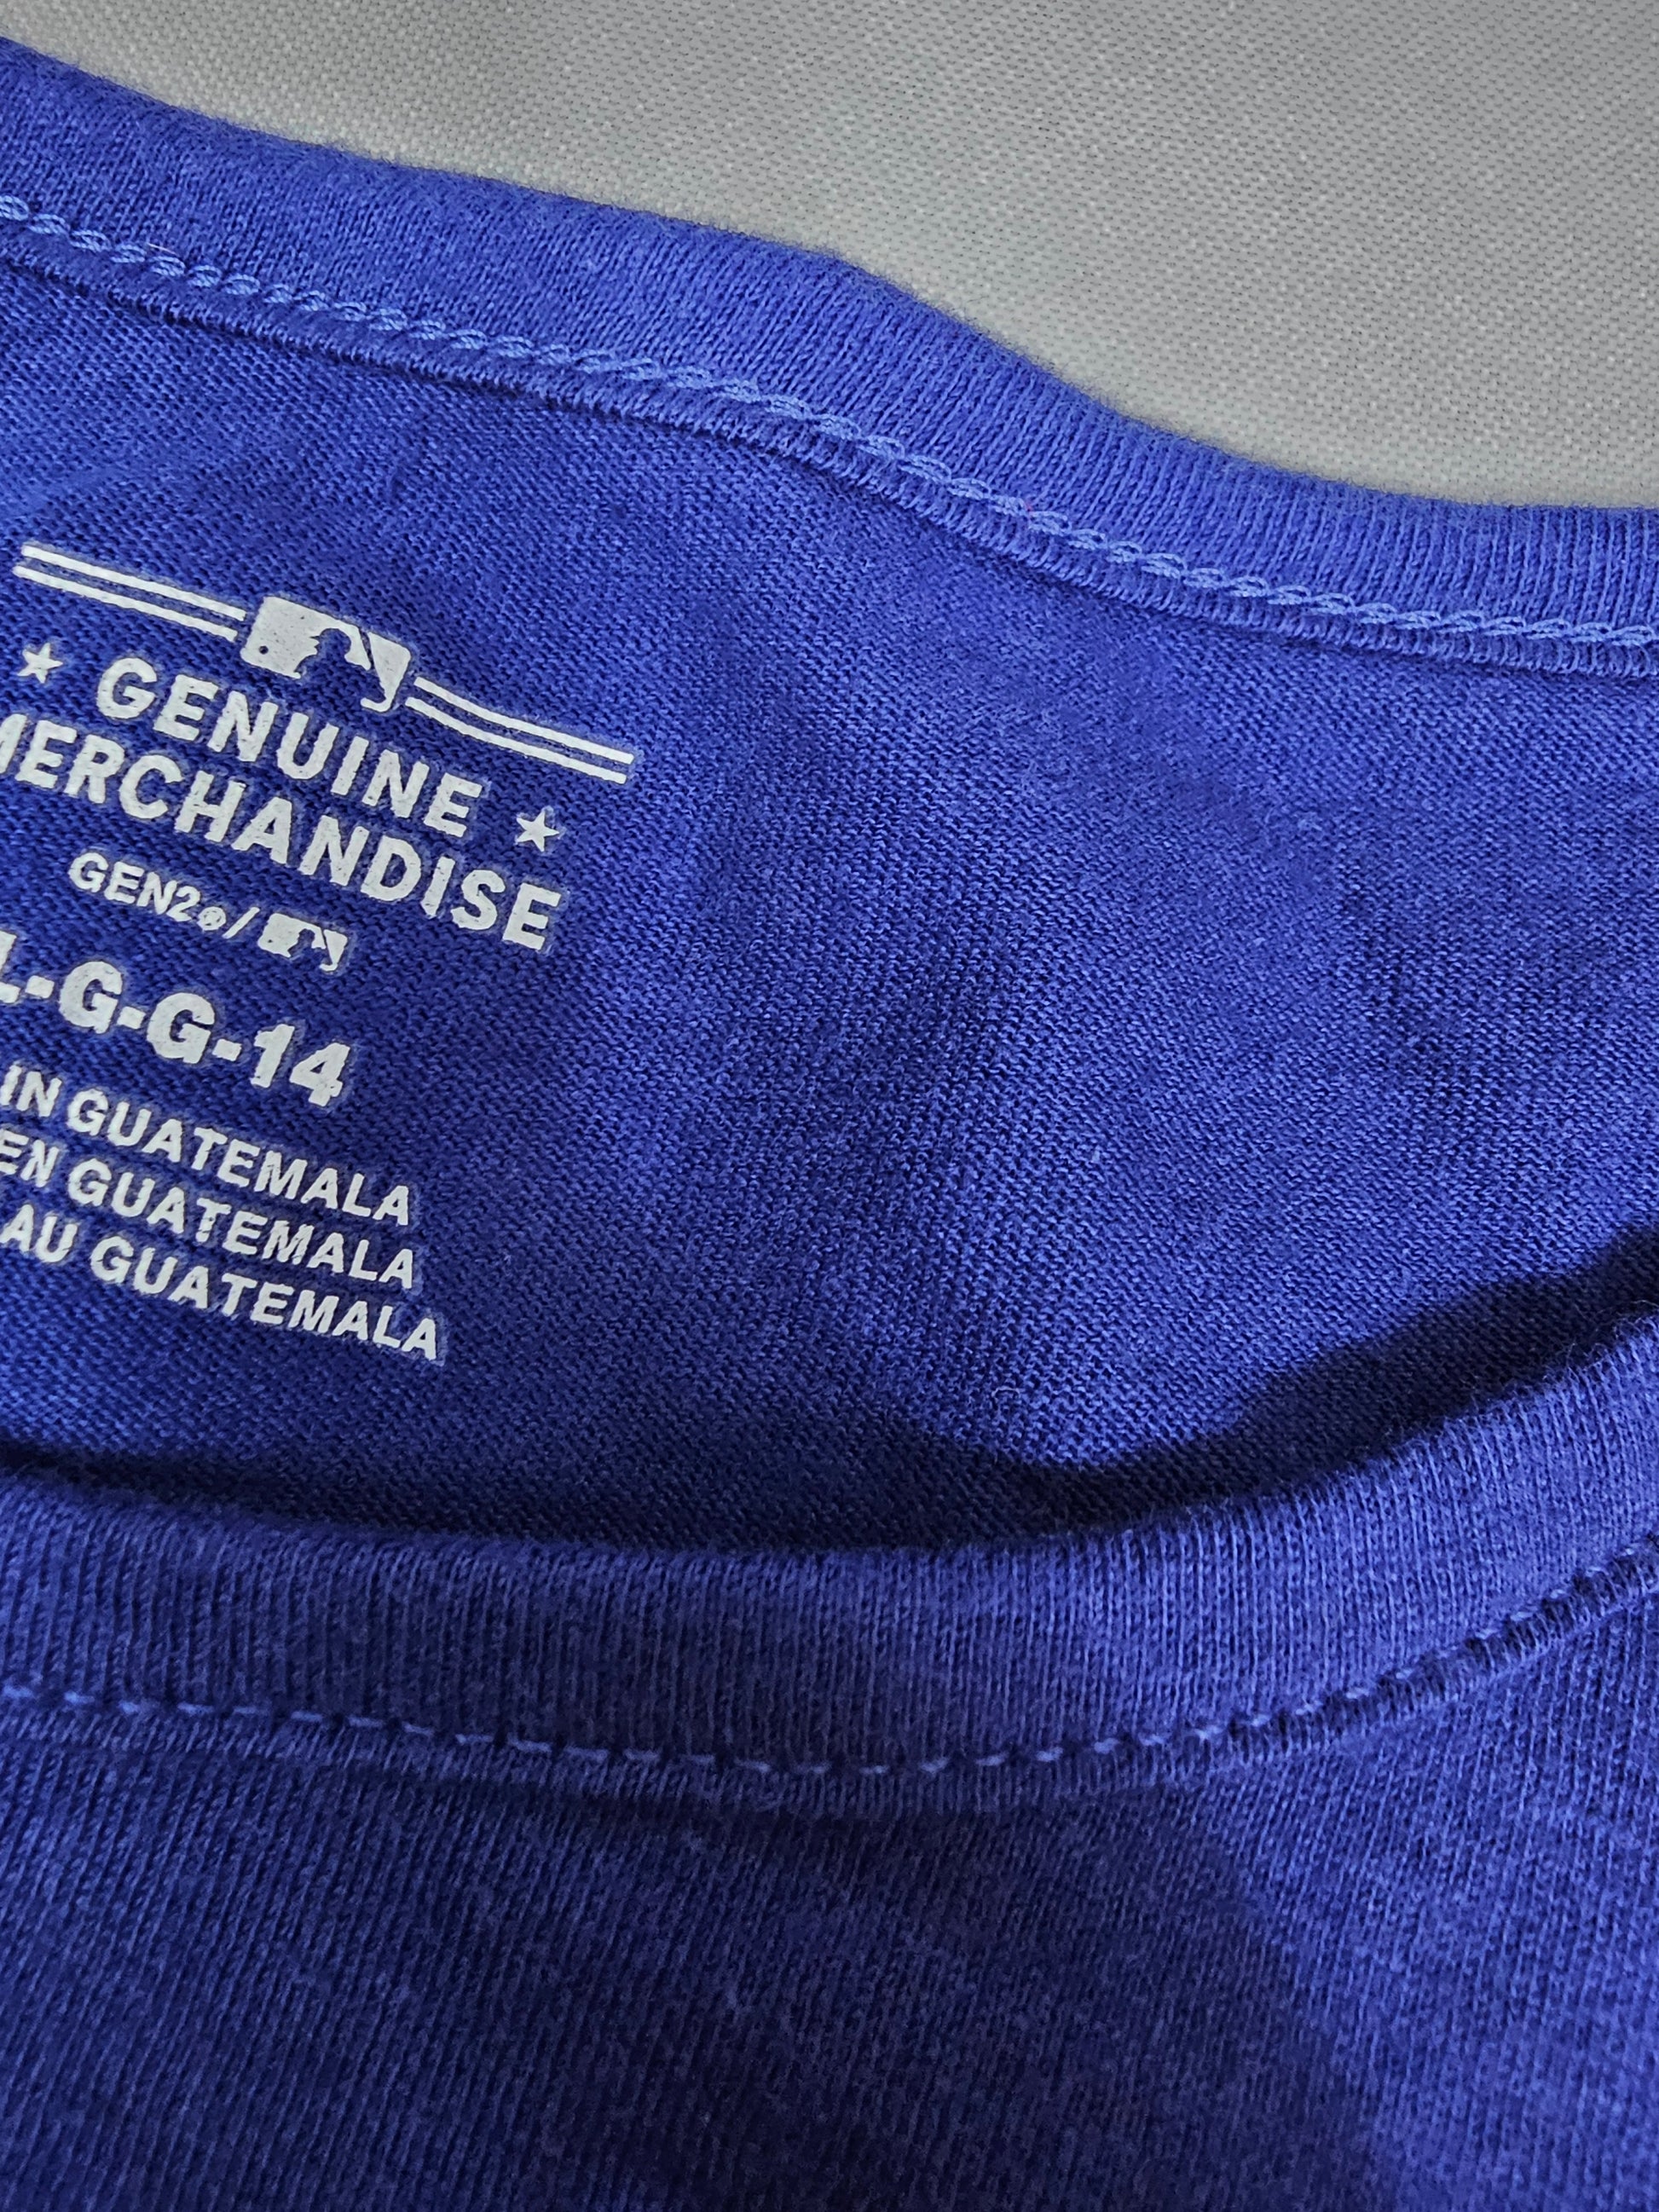 ★ GENUINE ★
MERCHANDISE
GEN2®/
L-G-G-14
IN GUATEMALA
EN GUATEMALA
AU GUATEMALA